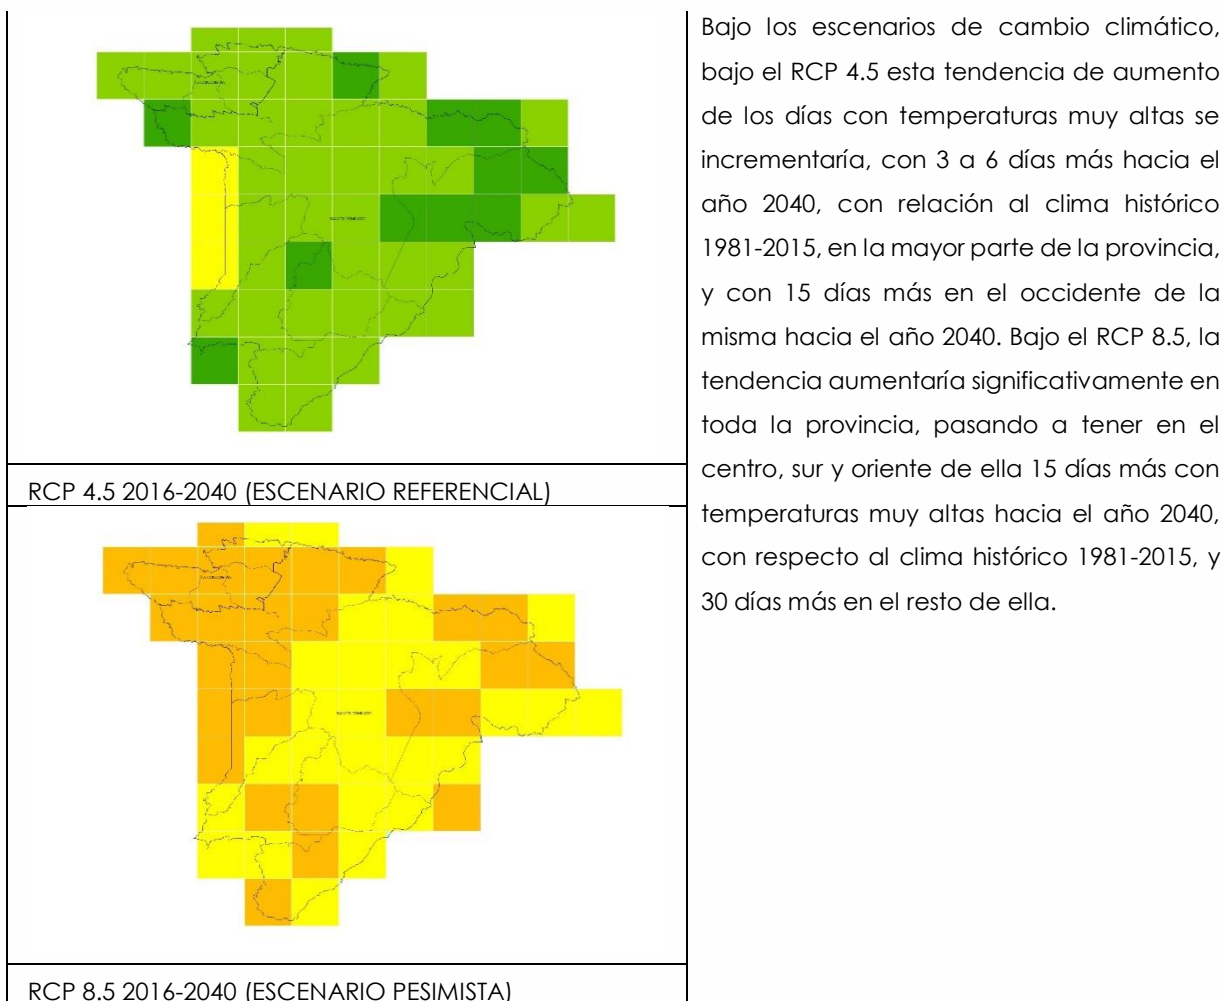 Bajo los escenarios de cambio climático,
bajo el RCP 4.5 esta tendencia de aumento
de los días con temperaturas muy altas se
incrementaría, con 3 a 6 días más hacia el
año 2040, con relación al clima histórico
1981-2015, en la mayor parte de la provincia,
y con 15 días más en el occidente de la
misma hacia el año 2040. Bajo el RCP 8.5, la
tendencia aumentaría significativamente en
toda la provincia, pasando a tener en el
centro, sur y oriente de ella 15 días más con
temperaturas muy altas hacia el año 2040,
con respecto al clima histórico 1981-2015, y
30 días más en el resto de ella.
RCP 4.5 2016-2040 (ESCENARIO REFERENCIAL)
RCP 8.5 2016-2040 (ESCENARIO PESIMISTA)